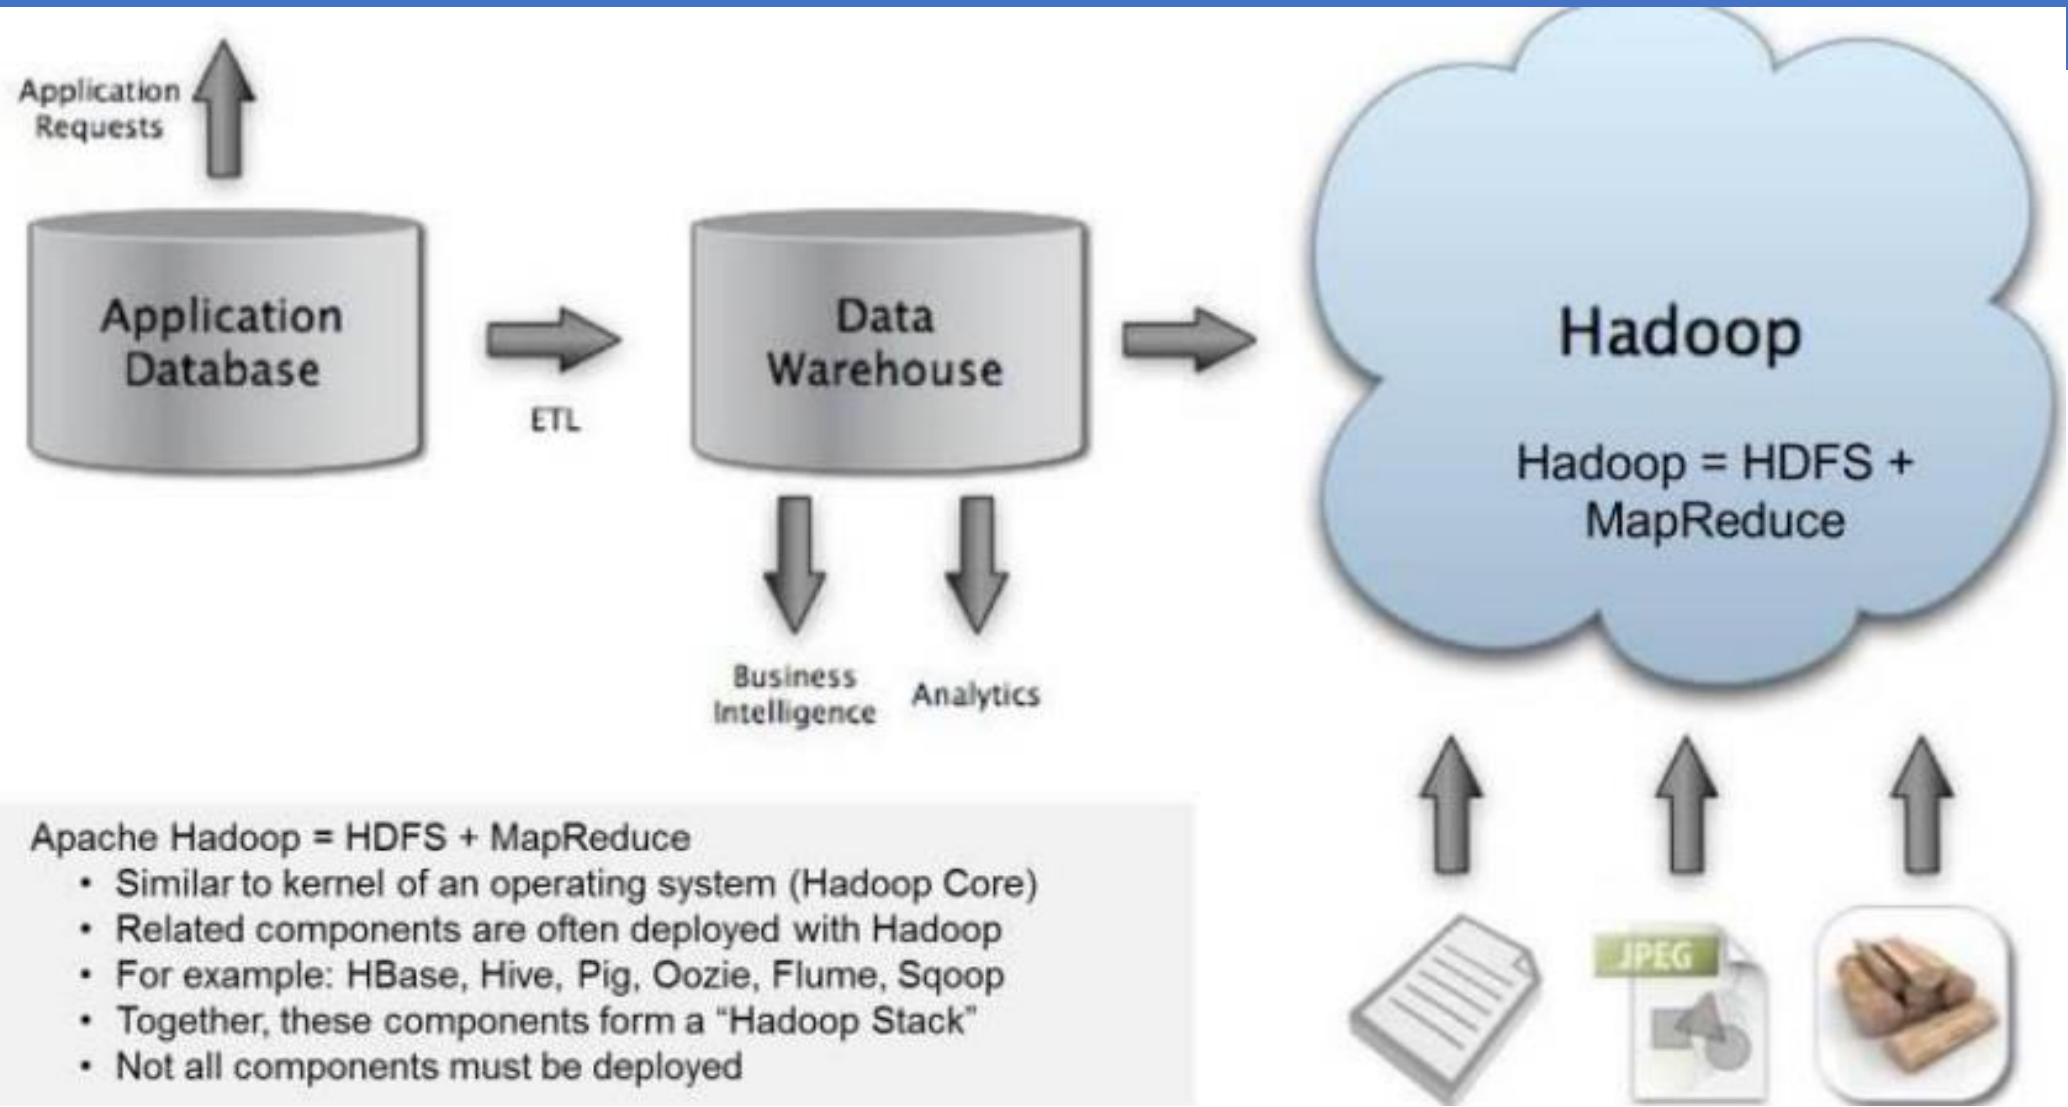 Application
Requests
Application
Database
ETL
Data
Warehouse
Business
Intelligence
Analytics
Hadoop
Hadoop = HDFS +
MapReduce
Apache Hadoop = HDFS + MapReduce
• Similar to kernel of an operating system (Hadoop Core)
• Related components are often deployed with Hadoop
• For example: HBase, Hive, Pig, Oozie, Flume, Sqoop
• Together, these components form a “Hadoop Stack”
• Not all components must be deployed
JPEG